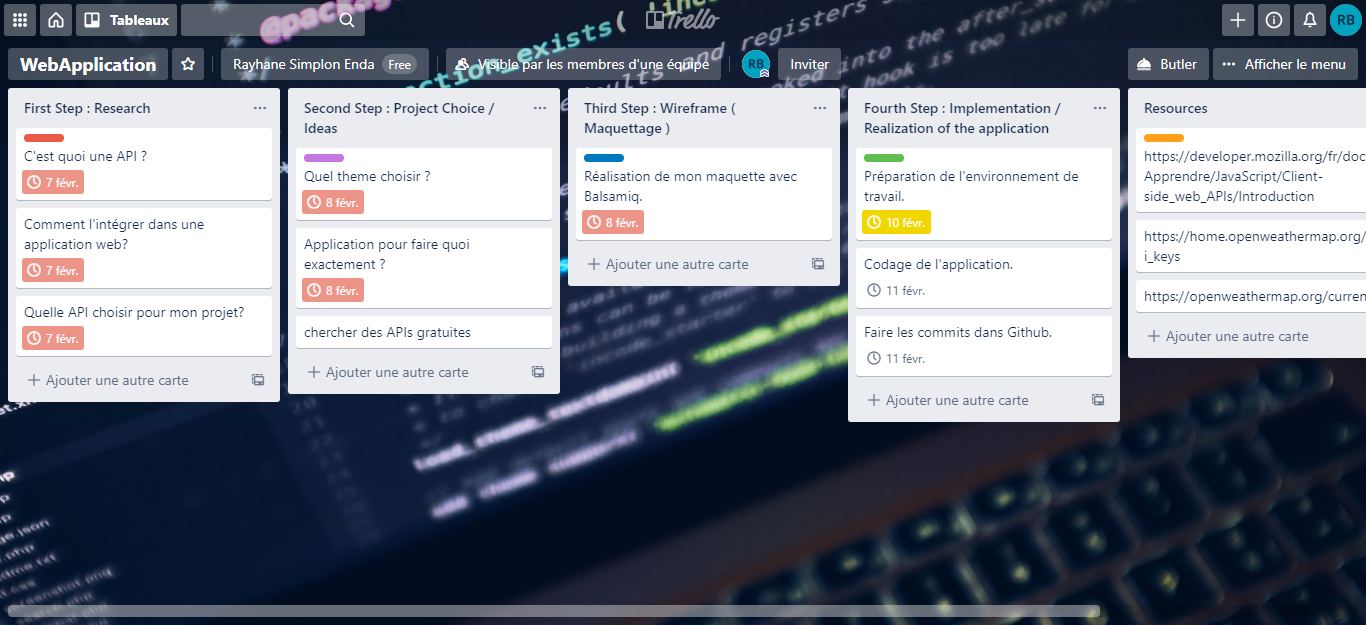 Tableaux
Trello
RB
WebApplication
Rayhane Simplon Enda
Free
Visible par les membres d'une équipe
RB
Inviter
Butler
Afficher le menu
First Step : Research
C'est quoi une API ?
7 févr.
Comment l'intégrer dans une
application web?
7 févr.
Quelle API choisir pour mon projet?
7 févr.
Ajouter une autre carte
Second Step : Project Choice /
Ideas
Quel theme choisir ?
8 févr.
Application pour faire quoi
exactement ?
8 févr.
chercher des APIs gratuites
Ajouter une autre carte
Third Step : Wireframe (
Maquettage )
Réalisation de mon maquette avec
Balsamiq.
8 févr.
Ajouter une autre carte
Fourth Step : Implementation /
Realization of the application
Préparation de l'environnement de
travail.
10 févr.
Codage de l'application.
11 févr.
Faire les commits dans Github.
11 févr.
Ajouter une autre carte
Resources
https://developer.mozilla.org/fr/doc
Apprendre/JavaScript/Client-
side_web_APIs/Introduction
https://home.openweathermap.org/
i_keys
https://openweathermap.org/curren
Ajouter une autre carte